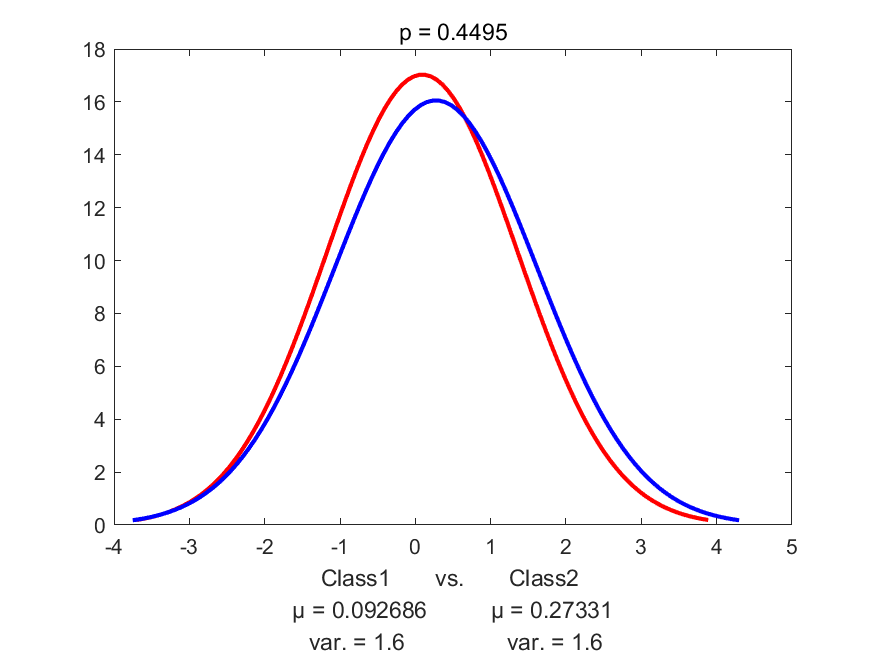 p = 0.4495
18
16
14
12
10
8
6
4
2
0
-4 -3 -2 -1 0 1 2 3 4 5
Class1 vs. Class2
μ = 0.092686 μ = 0.27331
var. = 1.6 var. = 1.6